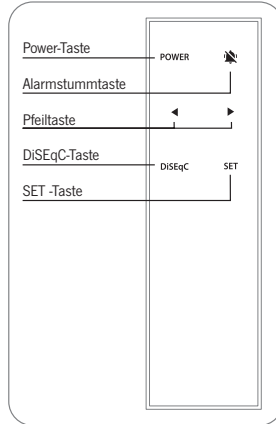 Power-Taste
POWER
Alarmstummtaste
Pfeiltaste
DiSEqC-Taste
DiSEqC SET
SET -Taste